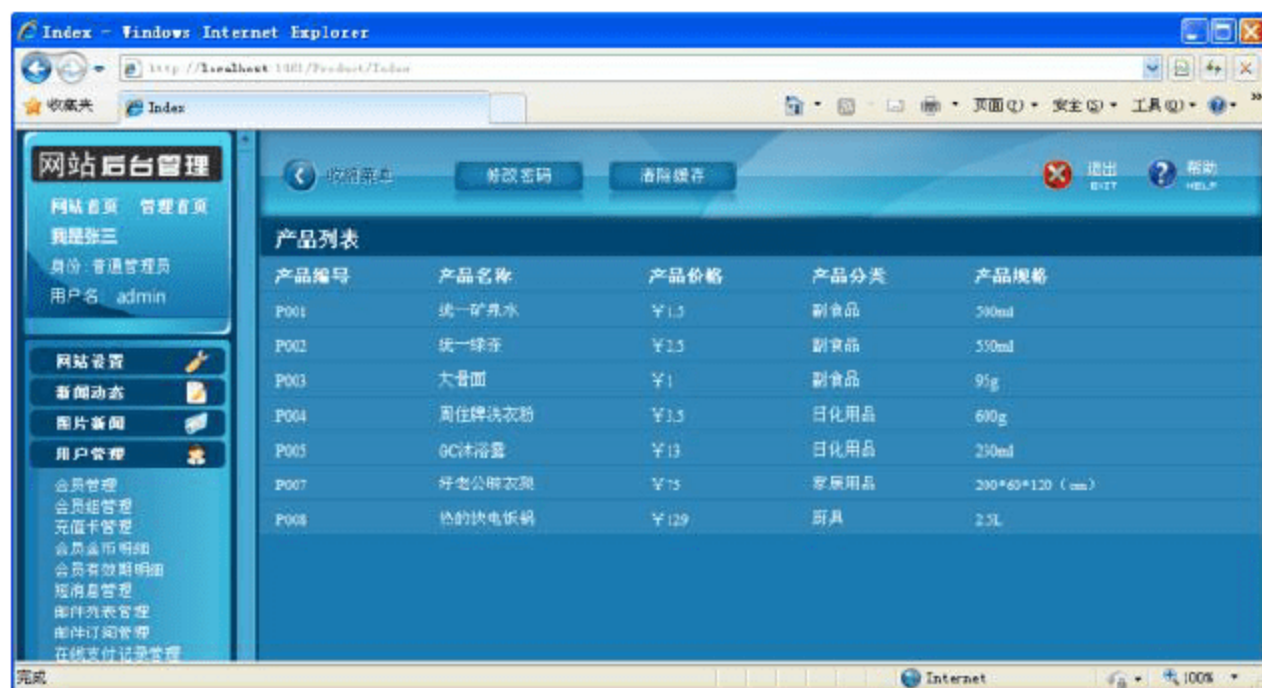 Index - Windows Internet Explorer
http://localhost:1481/Product/Index
收藏夹 Index 页面(P) 安全(S) 工具(O)
网站后台管理
网站首页 管理首页
我是张三
身份:普通管理员
用户名 admin
网站设置
新闻动态
图片新闻
用户管理
会员管理
会员组管理
充值卡管理
会员金币明细
会员有效期明细
短消息管理
邮件列表管理
邮件订阅管理
在线支付记录管理
收缩菜单 修改密码 清除缓存 退出 EXIT 帮助 HELP
产品列表
产品编号 产品名称 产品价格 产品分类 产品规格
P001 统一矿泉水 ￥1.5 副食品 500ml
P002 统一绿茶 ￥2.5 副食品 550ml
P003 大骨面 ￥1 副食品 95g
P004 周住牌洗衣粉 ￥3.5 日化用品 600g
P005 GC沐浴露 ￥13 日化用品 250ml
P007 好老公晾衣架 ￥75 家居用品 200*60*120（cm）
P008 热的快电饭锅 ￥129 厨具 2.5L
完成 Internet 100%